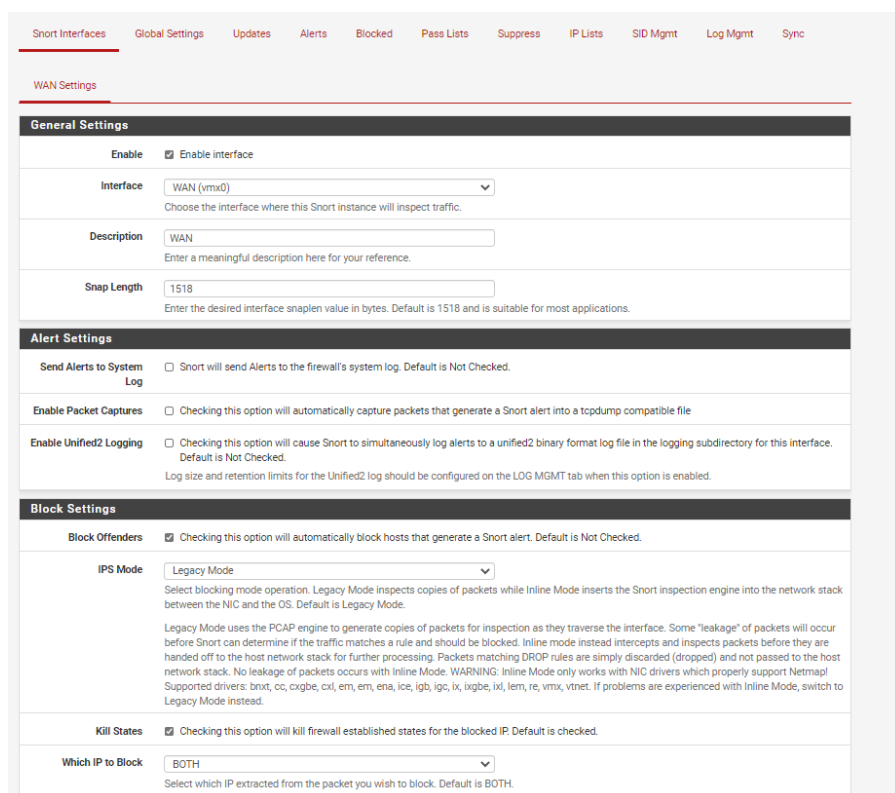 Snort Interfaces Global Settings Updates Alerts Blocked Pass Lists Suppress IP Lists SID Mgmt Log Mgmt Sync
WAN Settings
General Settings
Enable Enable interface
Interface WAN (vmx0)
Choose the interface where this Snort instance will inspect traffic.
Description WAN
Enter a meaningful description here for your reference.
Snap Length 1518
Enter the desired interface snaplen value in bytes. Default is 1518 and is suitable for most applications.
Alert Settings
Send Alerts to System Snort will send Alerts to the firewall's system log. Default is Not Checked.
Log
Enable Packet Captures Checking this option will automatically capture packets that generate a Snort alert into a tcpdump compatible file
Enable Unified2 Logging Checking this option will cause Snort to simultaneously log alerts to a unified2 binary format log file in the logging subdirectory for this interface.
Default is Not Checked.
Log size and retention limits for the Unified2 log should be configured on the LOG MGMT tab when this option is enabled.
Block Settings
Block Offenders Checking this option will automatically block hosts that generate a Snort alert. Default is Not Checked.
IPS Mode Legacy Mode
Select blocking mode operation. Legacy Mode inspects copies of packets while Inline Mode inserts the Snort inspection engine into the network stack
between the NIC and the OS. Default is Legacy Mode.
Legacy Mode uses the PCAP engine to generate copies of packets for inspection as they traverse the interface. Some "leakage" of packets will occur
before Snort can determine if the traffic matches a rule and should be blocked. Inline mode instead intercepts and inspects packets before they are
handed off to the host network stack for further processing. Packets matching DROP rules are simply discarded (dropped) and not passed to the host
network stack. No leakage of packets occurs with Inline Mode. WARNING: Inline Mode only works with NIC drivers which properly support Netmap!
Supported drivers: bnxt, cc, cxgbe, cxl, em, em, ena, ice, igb, igc, ix, ixgbe, ixl, lem, re, vmx, vtnet. If problems are experienced with Inline Mode, switch to
Legacy Mode instead.
Kill States Checking this option will kill firewall established states for the blocked IP. Default is checked.
Which IP to Block BOTH
Select which IP extracted from the packet you wish to block. Default is BOTH.